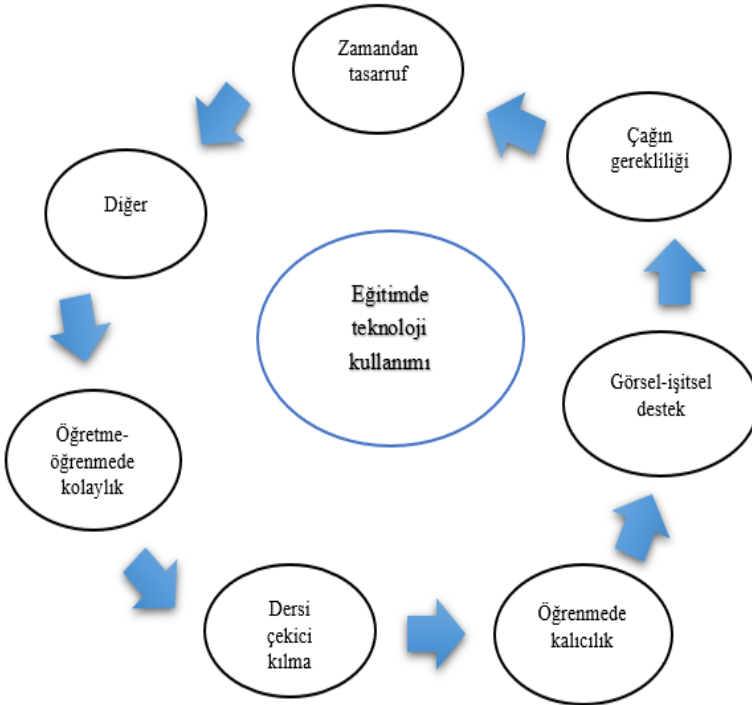 Zamandan
tasarruf
Çağın
gerekliliği
Diğer
Eğitimde
teknoloji
kullanımı
Görsel-işitsel
destek
Öğretme-
öğrenmede
kolaylık
Dersi
çekici
kılma
Öğrenmede
kalıcılık